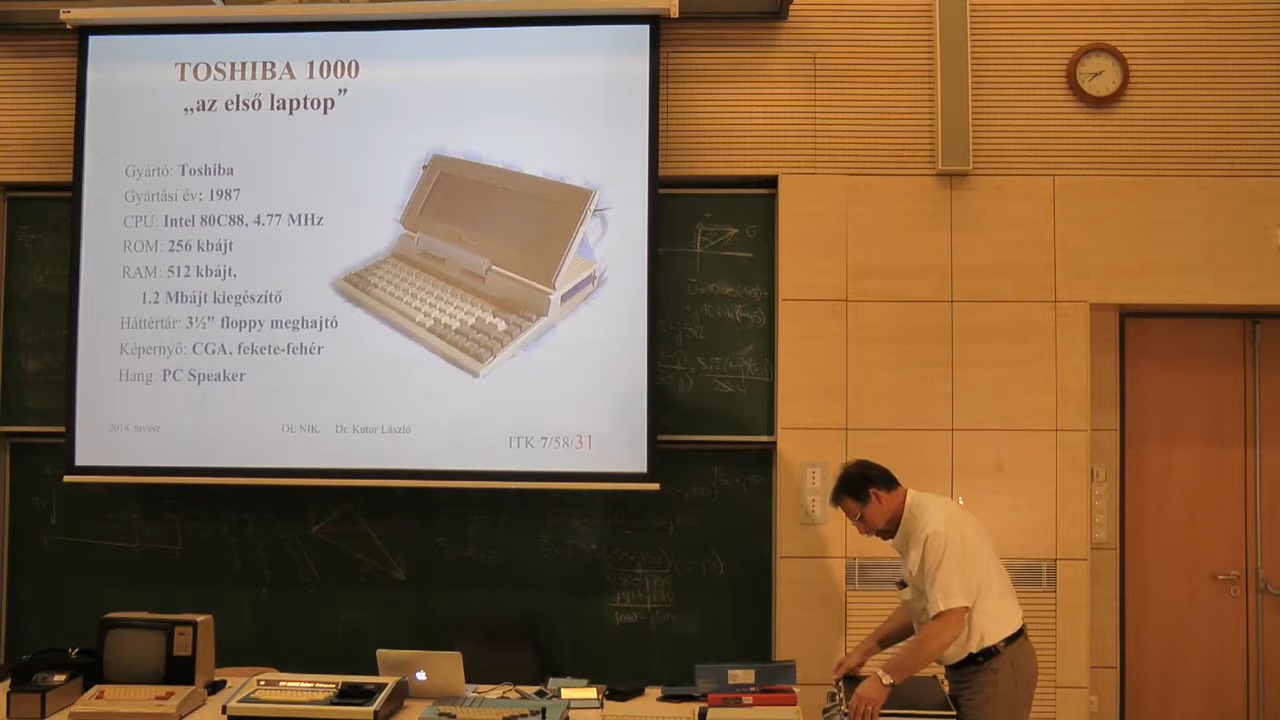 TOSHIBA 1000
„az első laptop”
Gyártó: Toshiba
Gyártási év: 1987
CPU: Intel 80C88, 4.77 MHz
ROM: 256 kbájt
RAM: 512 kbájt,
1.2 Mbájt kiegészítő
Háttértár: 3½" floppy meghajtó
Képernyő: CGA, fekete-fehér
Hang: PC Speaker
2014. tavasz OE NIK. Dr. Kutor László ITK 7/58/31